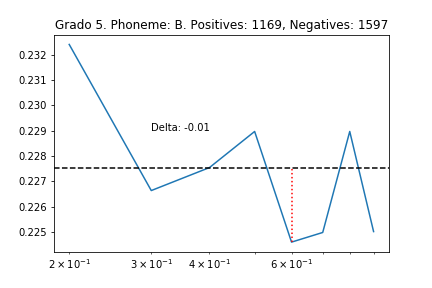 Grado 5. Phoneme: B. Positives: 1169, Negatives: 1597
0.232
0.231
0.230
0.229
0.228
0.227
0.226
0.225
Delta: -0.01
2 × 10⁻¹ 3 × 10⁻¹ 4 × 10⁻¹ 6 × 10⁻¹